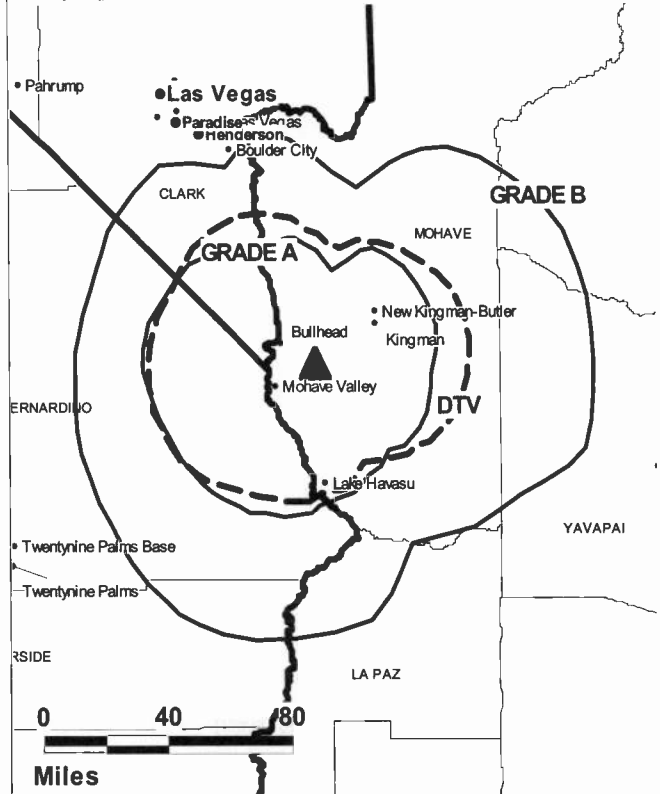 Pahrump
Las Vegas
Paradise
Vegas
Henderson
Boulder City
CLARK
GRADE B
MOHAVE
GRADE A
New Kingman-Butler
Bullhead
Kingman
Mohave Valley
DTV
ERNARDINO
Lake Havasu
YAVAPAI
Twentynine Palms Base
Twentynine Palms
RSIDE
LA PAZ
0 40 80
Miles